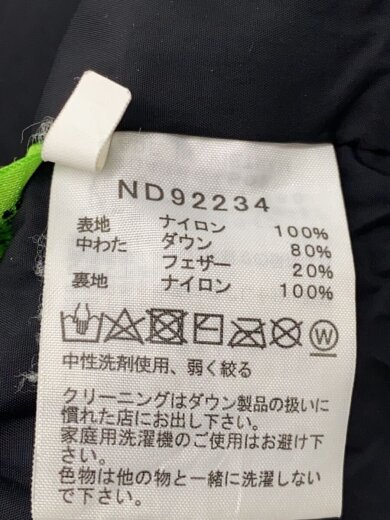 ND92234
表地 ナイロン 100%
中わた ダウン 80%
フェザー 20%
裏地 ナイロン 100%
W
中性洗剤使用、弱く絞る
クリーニングはダウン製品の扱いに
慣れた店にお出し下さい。
家庭用洗濯機のご使用はお避け下
さい。
色物は他の物と一緒に洗濯しない
で下さい。